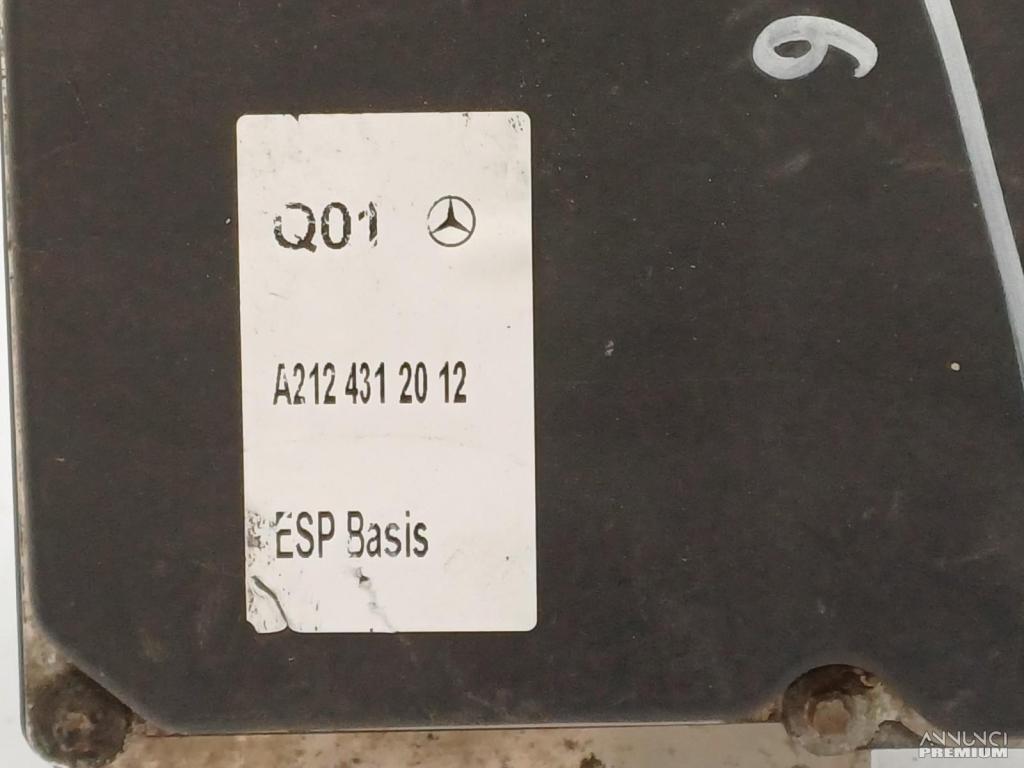 6
Q01
A212 431 20 12
ESP Basis
ANNUNCI
PREMIUM